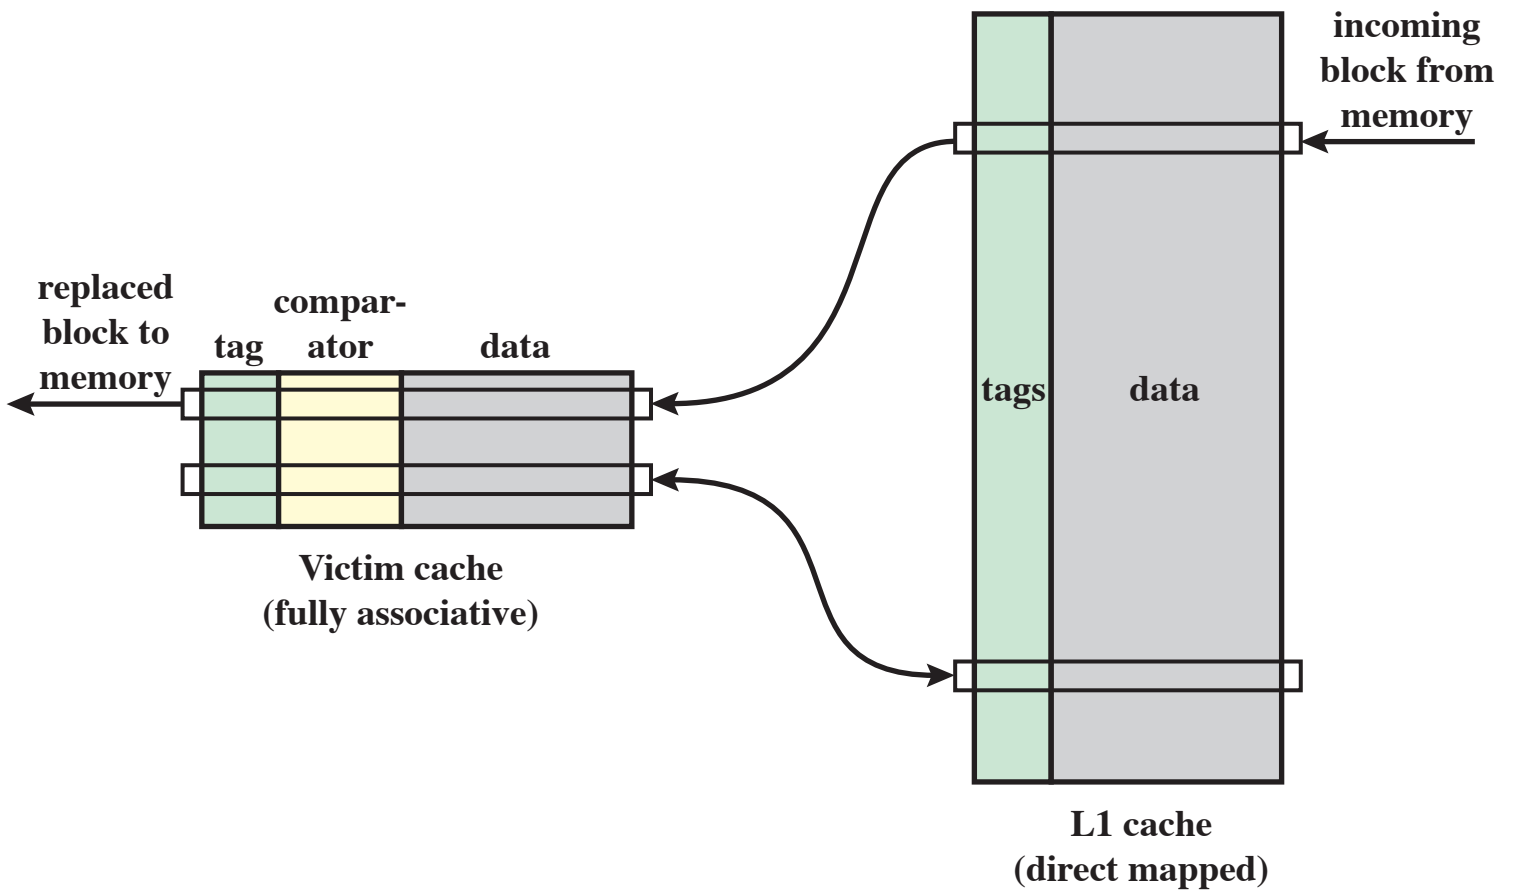 incoming
block from
memory
replaced
block to
memory
tag
compar-
ator
data
tags
data
Victim cache
(fully associative)
L1 cache
(direct mapped)